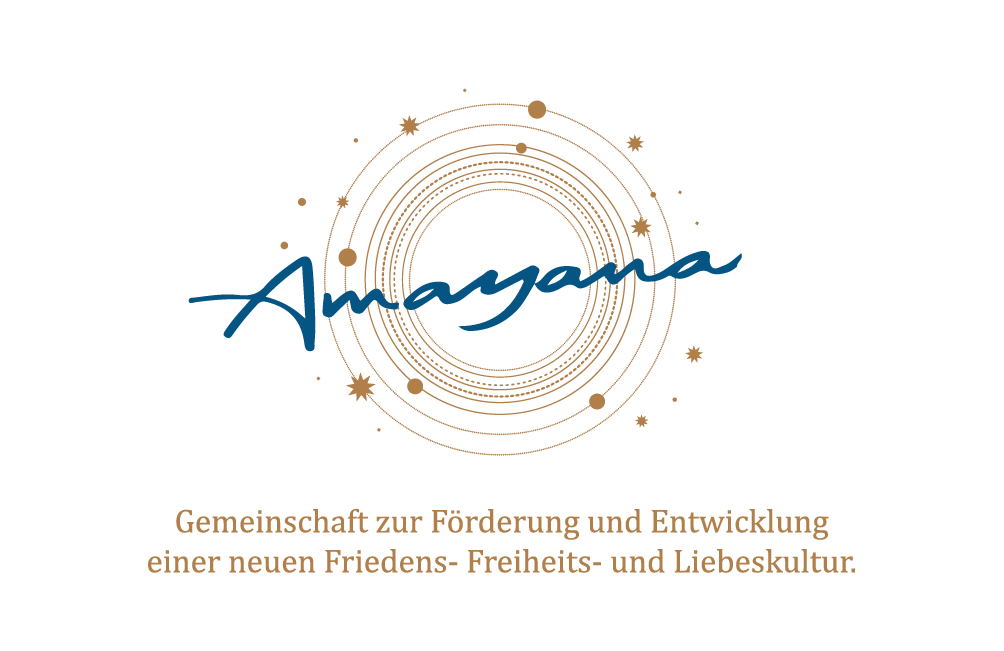 Amayana
Gemeinschaft zur Förderung und Entwicklung
einer neuen Friedens- Freiheits- und Liebeskultur.